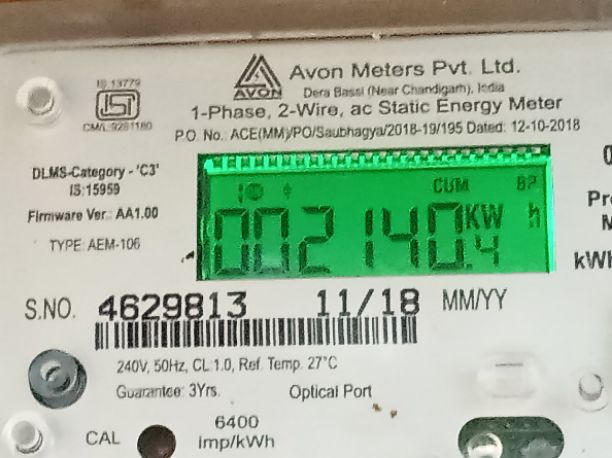 IS 13779
AVON
Avon Meters Pvt. Ltd.
Dera Bassi (Near Chandigarh), India
CM/L 9281180
1-Phase, 2-Wire, ac Static Energy Meter
P.O. No.: ACE(MM)/PO/Saubhagya/2018-19/195 Dated: 12-10-2018
DLMS-Category - 'C3'
IS:15959
Firmware Ver.: AA1.00
TYPE: AEM-106
CUM BP
002140.4 KW h
kWh
S.NO. 4629813 11/18 MM/YY
240V, 50Hz, CL 1.0, Ref. Temp. 27°C
Guarantee: 3Yrs. Optical Port
CAL 6400
imp/kWh